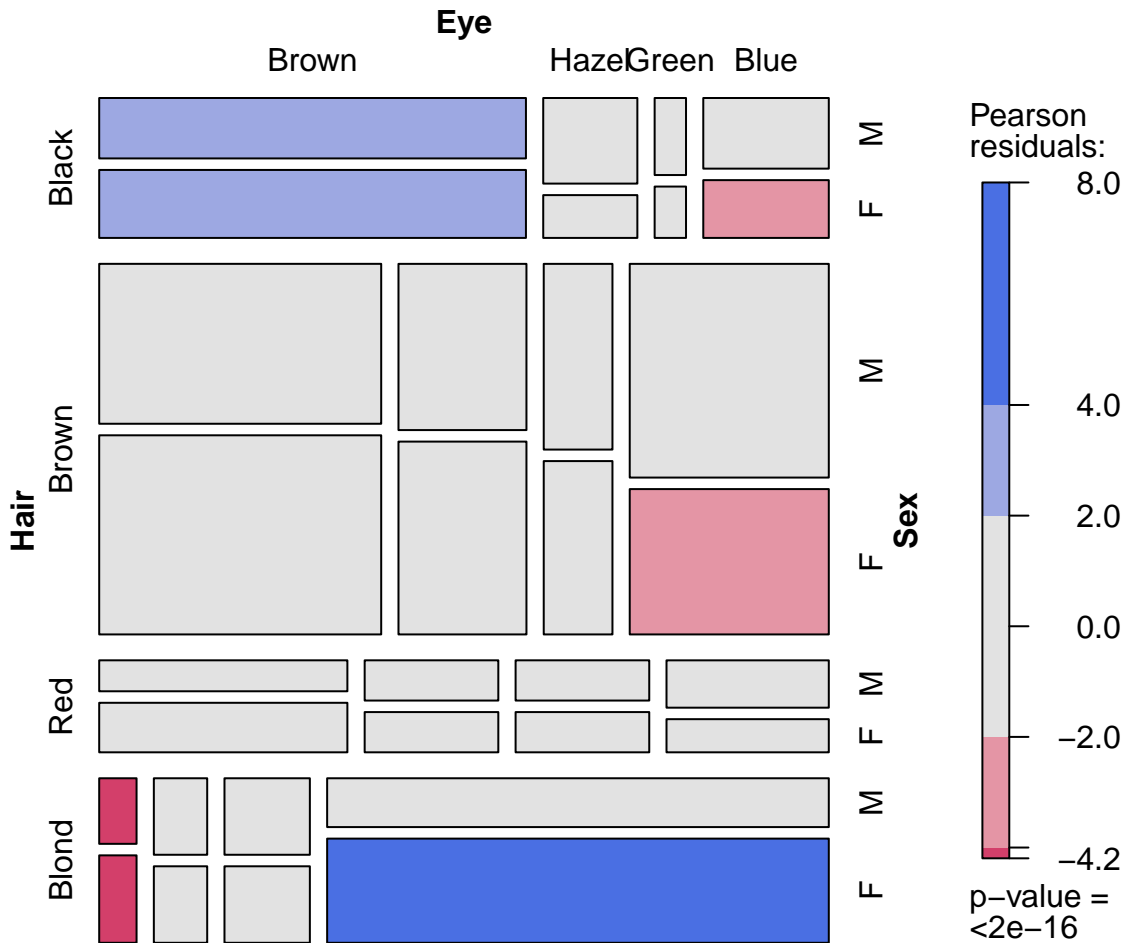 Eye
Brown Hazel Green Blue
Hair
Black
Brown
Red
Blond
M
F
M
F
M
F
M
F
Sex
Pearson
residuals:
8.0
4.0
2.0
0.0
−2.0
−4.2
p−value =
<2e−16